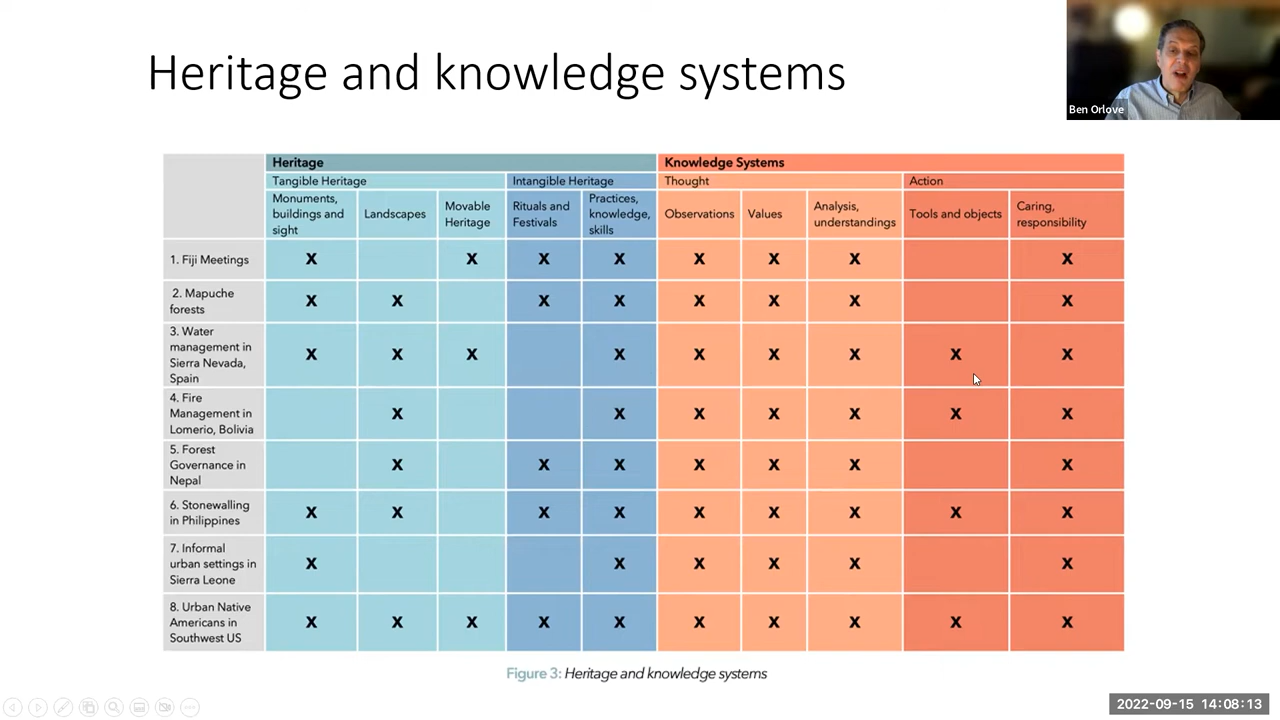 Heritage and knowledge systems
Ben Orlove
Heritage
Knowledge Systems
Tangible Heritage
Intangible Heritage
Thought
Action
Monuments,
buildings and
sight
Landscapes
Movable
Heritage
Rituals and
Festivals
Practices,
knowledge,
skills
Observations
Values
Analysis,
understandings
Tools and objects
Caring,
responsibility
1. Fiji Meetings
X X X X X X X X
2. Mapuche
forests
X X X X X X X X
3. Water
management in
Sierra Nevada,
Spain
X X X X X X X X X
4. Fire
Management in
Lomerio, Bolivia
X X X X X X X
5. Forest
Governance in
Nepal
X X X X X X X
6. Stonewalling
in Philippines
X X X X X X X X X
7. Informal
urban settings in
Sierra Leone
X X X X X X
8. Urban Native
Americans in
Southwest US
X X X X X X X X X X
Figure 3: Heritage and knowledge systems
2022-09-15 14:08:13